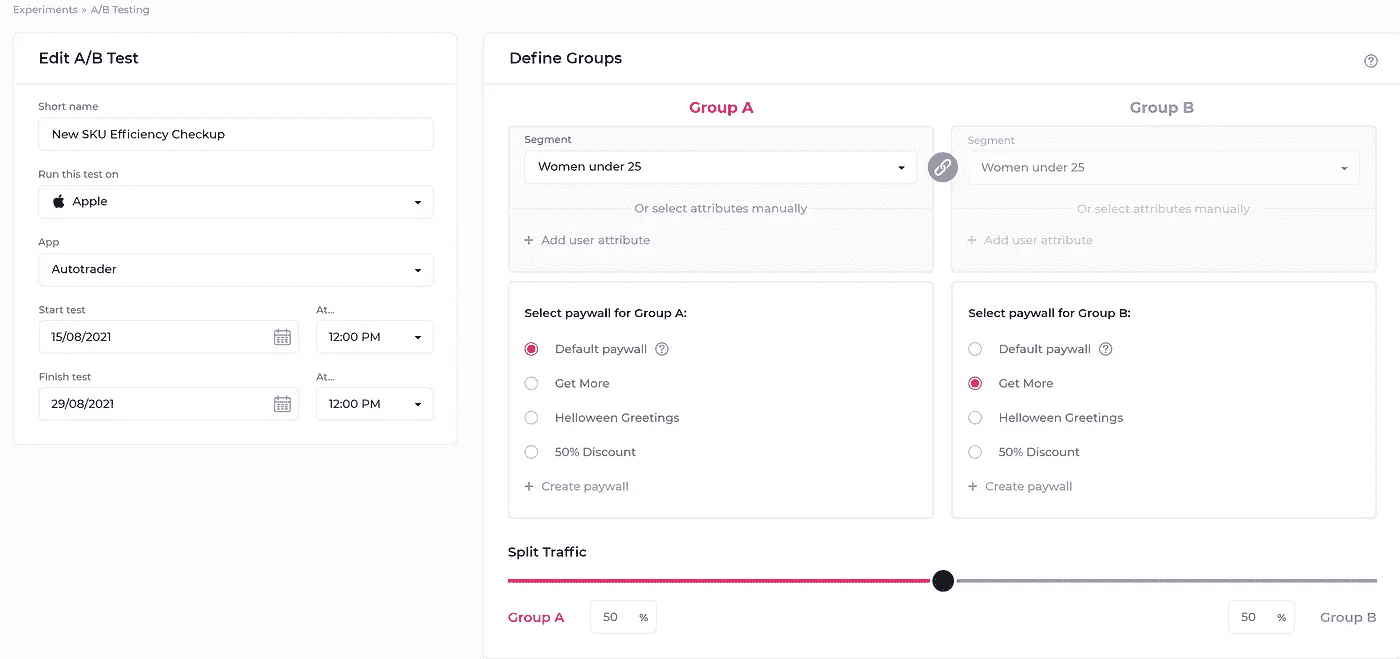 Experiments » A/B Testing
Edit A/B Test
Short name
New SKU Efficiency Checkup
Run this test on
Apple
App
Autotrader
Start test
At...
15/08/2021
12:00 PM
Finish test
At...
29/08/2021
12:00 PM
Define Groups
?
Group A
Group B
Segment
Women under 25
Or select attributes manually
+ Add user attribute
Segment
Women under 25
Or select attributes manually
+ Add user attribute
Select paywall for Group A:
Default paywall ?
Get More
Helloween Greetings
50% Discount
+ Create paywall
Select paywall for Group B:
Default paywall ?
Get More
Helloween Greetings
50% Discount
+ Create paywall
Split Traffic
Group A 50 %
50 % Group B